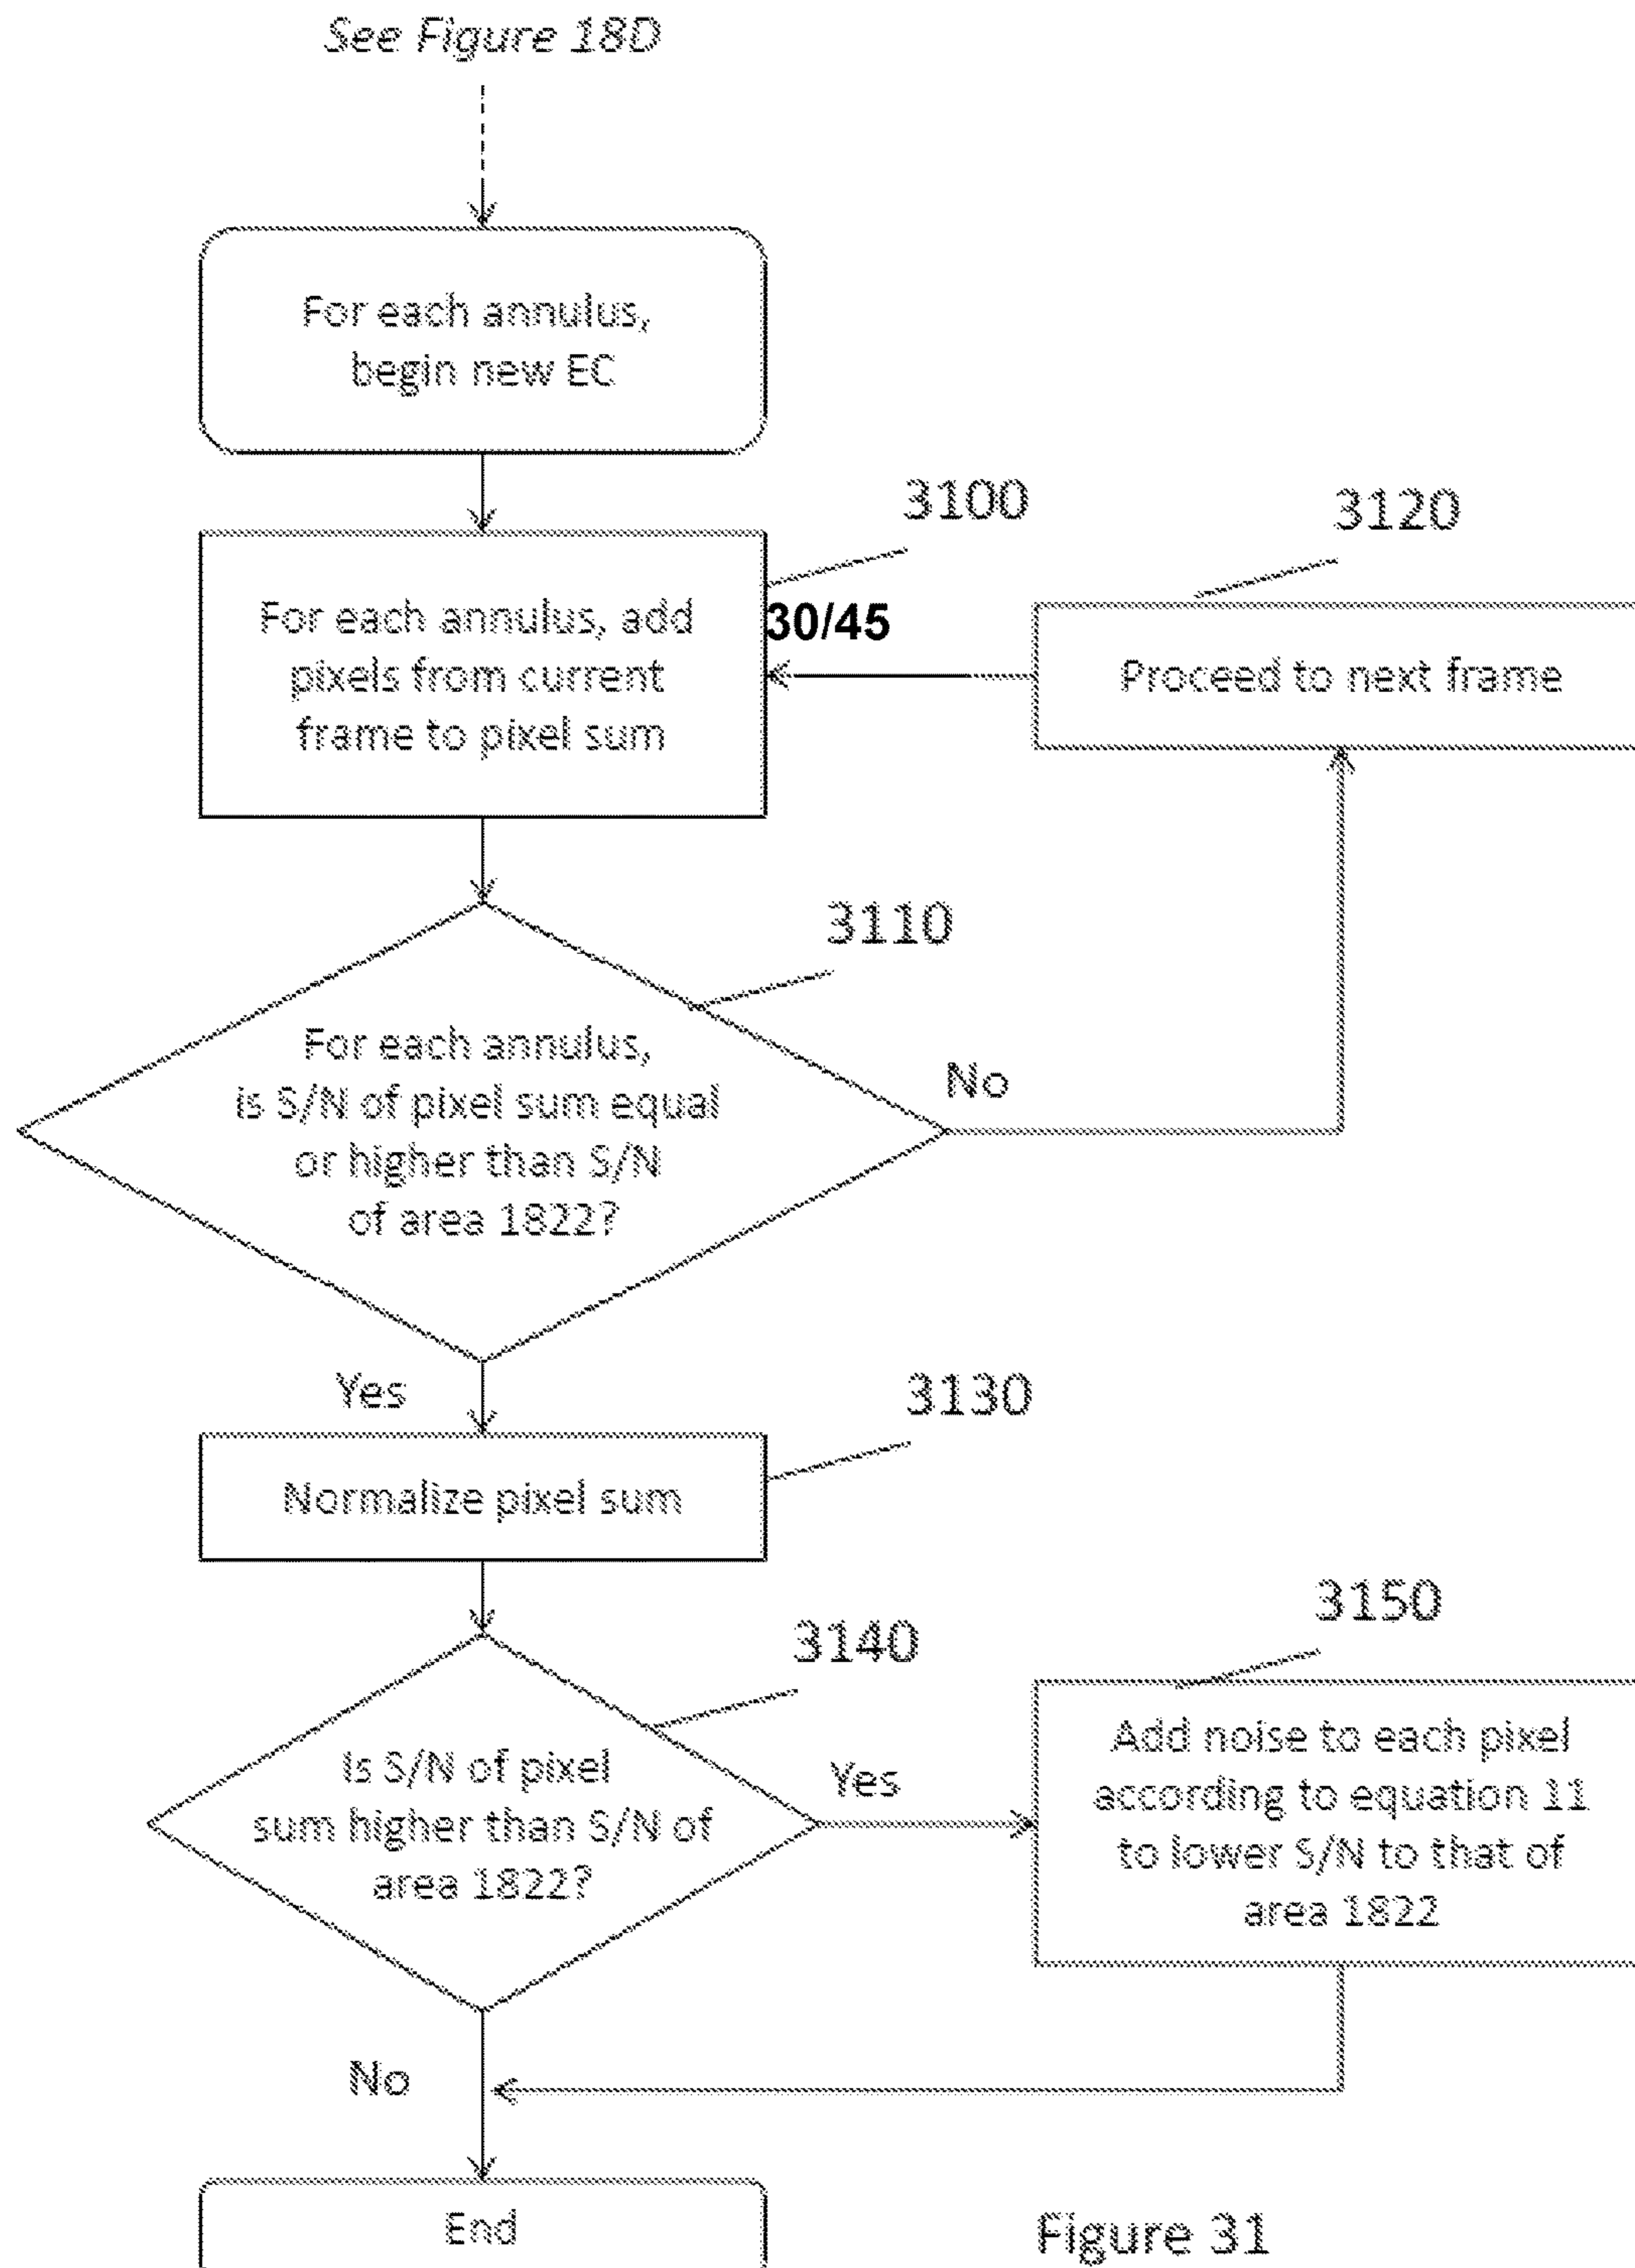 See Figure 18D
For each annulus,
begin new EC
3100
3120
For each annulus, add
pixels from current
frame to pixel sum
30/45
Proceed to next frame
3110
For each annulus,
is S/N of pixel sum equal
or higher than S/N
of area 1822?
No
Yes
3130
Normalize pixel sum
3140
3150
Is S/N of pixel
sum higher than S/N of
area 1822?
Yes
Add noise to each pixel
according to equation 11
to lower S/N to that of
area 1822
No
End
Figure 31